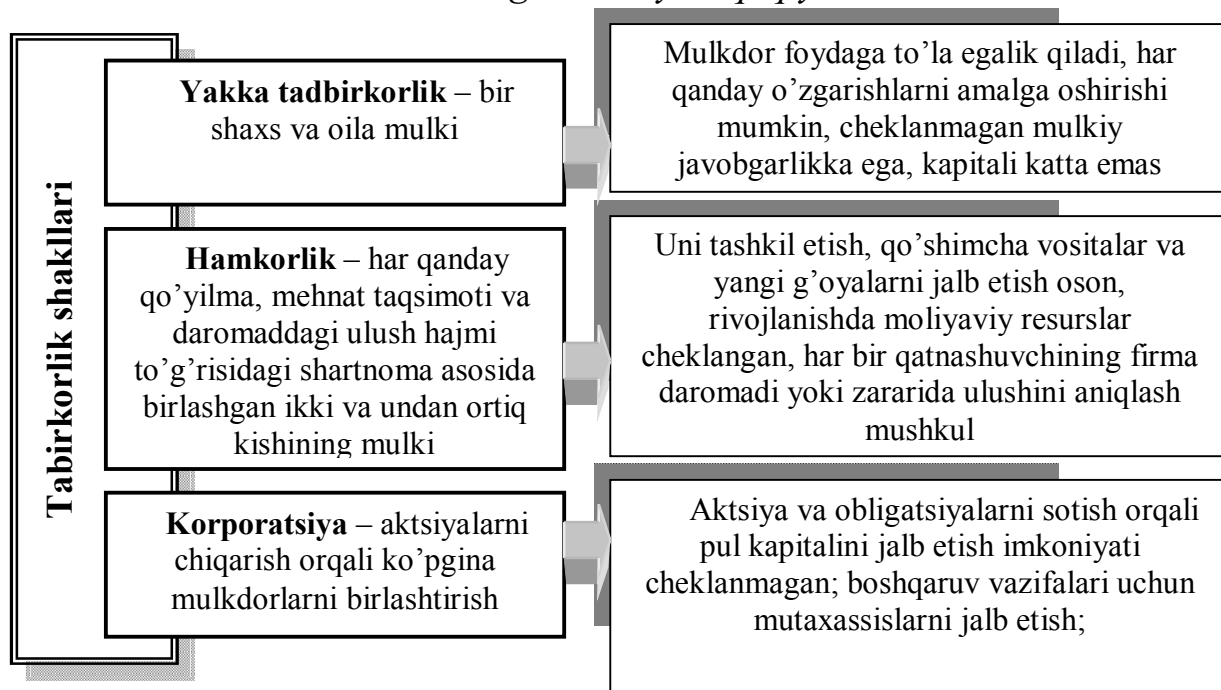 Tabirkorlik shakllari
Yakka tadbirkorlik – bir
shaxs va oila mulki
Mulkdor foydaga to’la egalik qiladi, har
qanday o’zgarishlarni amalga oshirishi
mumkin, cheklanmagan mulkiy
javobgarlikka ega, kapitali katta emas
Hamkorlik – har qanday
qo’yilma, mehnat taqsimoti va
daromaddagi ulush hajmi
to’g’risidagi shartnoma asosida
birlashgan ikki va undan ortiq
kishining mulki
Uni tashkil etish, qo’shimcha vositalar va
yangi g’oyalarni jalb etish oson,
rivojlanishda moliyaviy resurslar
cheklangan, har bir qatnashuvchining firma
daromadi yoki zararida ulushini aniqlash
mushkul
Korporatsiya – aktsiyalarni
chiqarish orqali ko’pgina
mulkdorlarni birlashtirish
Aktsiya va obligatsiyalarni sotish orqali
pul kapitalini jalb etish imkoniyati
cheklanmagan; boshqaruv vazifalari uchun
mutaxassislarni jalb etish;